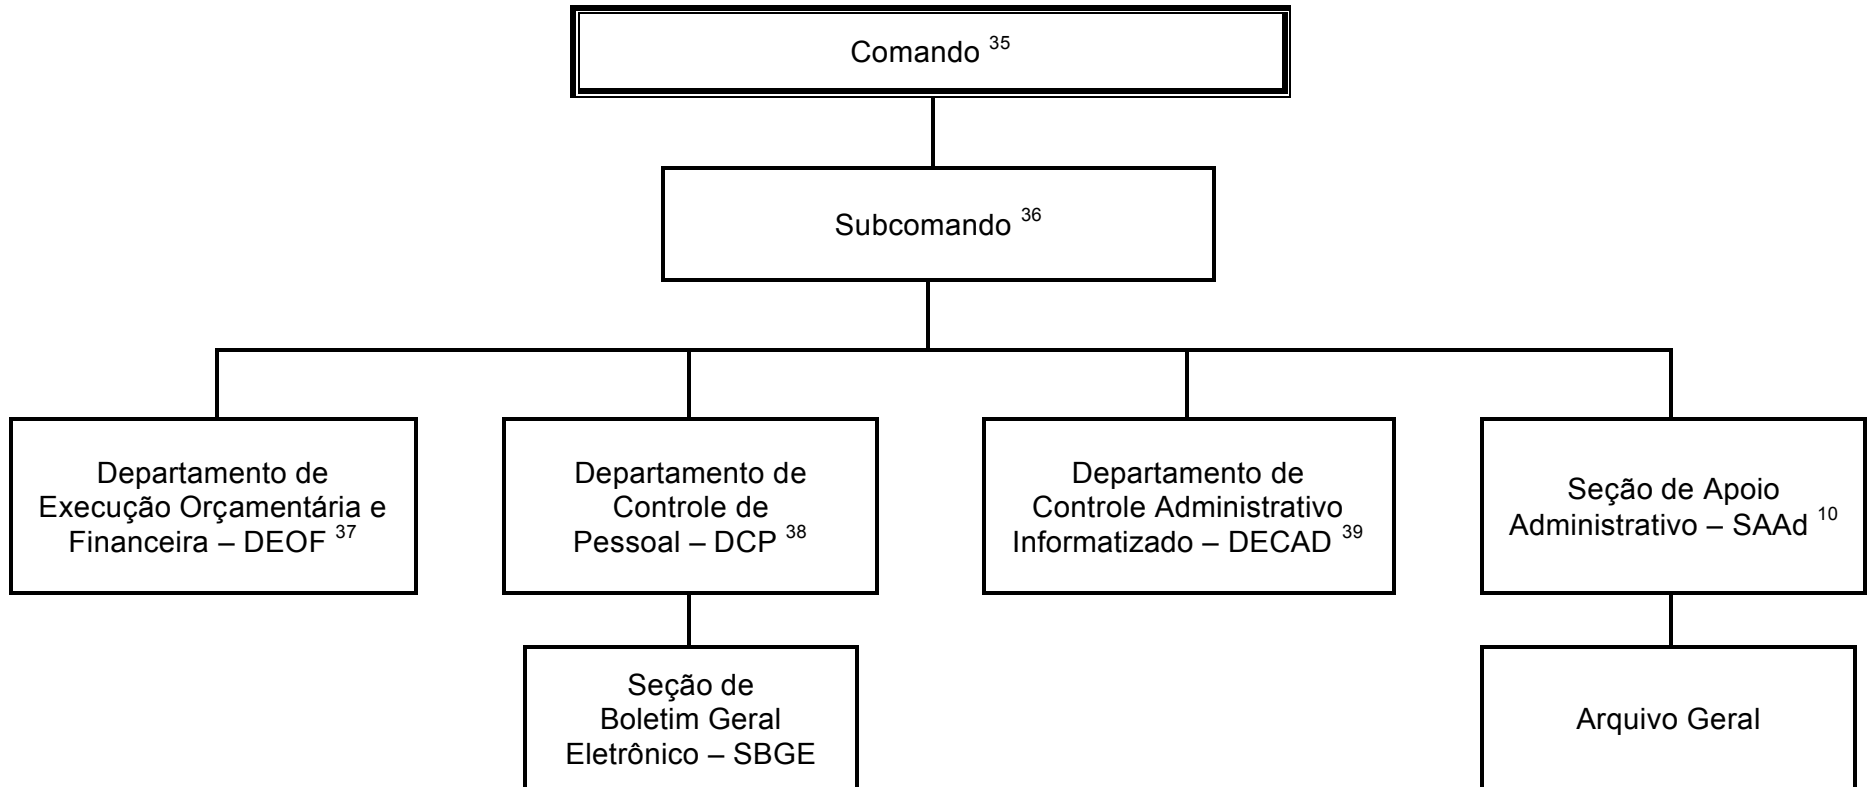 Comando 35
Subcomando 36
Departamento de
Execução Orçamentária e
Financeira – DEOF 37
Departamento de
Controle de
Pessoal – DCP 38
Departamento de
Controle Administrativo
Informatizado – DECAD 39
Seção de Apoio
Administrativo – SAAd 10
Seção de
Boletim Geral
Eletrônico – SBGE
Arquivo Geral